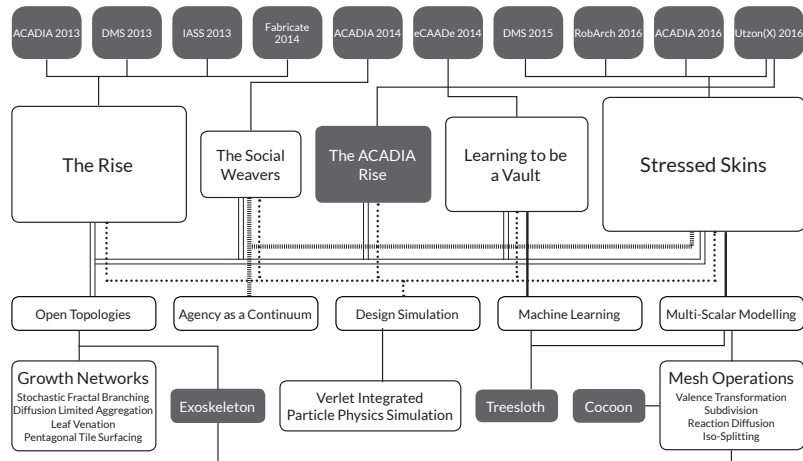 ACADIA 2013
DMS 2013
IASS 2013
Fabricate
2014
ACADIA 2014
eCAADe 2014
DMS 2015
RobArch 2016
ACADIA 2016
Utzon(X) 2016
The Rise
The Social
Weavers
The ACADIA
Rise
Learning to be
a Vault
Stressed Skins
Open Topologies
Agency as a Continuum
Design Simulation
Machine Learning
Multi-Scalar Modelling
Growth Networks
Stochastic Fractal Branching
Diffusion Limited Aggregation
Leaf Venation
Pentagonal Tile Surfacing
Exoskeleton
Verlet Integrated
Particle Physics Simulation
Treesloth
Cocoon
Mesh Operations
Valence Transformation
Subdivision
Reaction Diffusion
Iso-Splitting